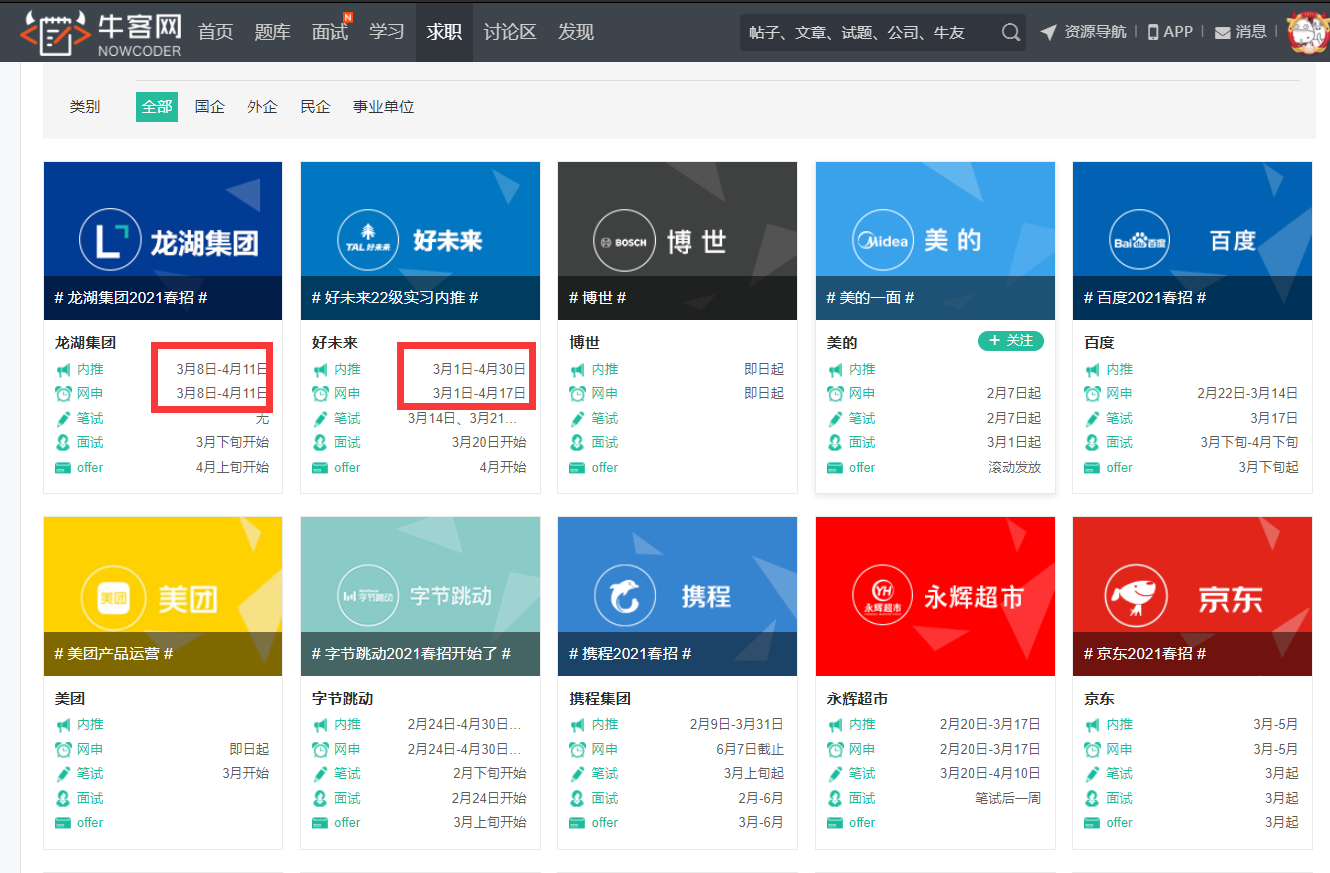 牛客网 NOWCODER 首页 题库 面试 N 学习 求职 讨论区 发现 帖子、文章、试题、公司、牛友 资源导航 APP 消息
类别 全部 国企 外企 民企 事业单位
龙湖集团
# 龙湖集团2021春招 #
龙湖集团
内推 3月8日-4月11日
网申 3月8日-4月11日
笔试 无
面试 3月下旬开始
offer 4月上旬开始
TAL 好未来 好未来
# 好未来22级实习内推 #
好未来
内推 3月1日-4月30日
网申 3月1日-4月17日
笔试 3月14日、3月21...
面试 3月20日开始
offer 4月开始
BOSCH 博世
# 博世 #
博世
内推 即日起
网申 即日起
笔试
面试
offer
Midea 美的
# 美的一面 #
美的 + 关注
内推
网申 2月7日起
笔试 2月7日起
面试 3月1日起
offer 滚动发放
Bai百度 百度
# 百度2021春招 #
百度
内推
网申 2月22日-3月14日
笔试 3月17日
面试 3月下旬-4月下旬
offer 3月下旬起
美团 美团
# 美团产品运营 #
美团
内推
网申 即日起
笔试 3月开始
面试
offer
字节跳动 字节跳动
# 字节跳动2021春招开始了 #
字节跳动
内推 2月24日-4月30日...
网申 2月24日-4月30日...
笔试 2月下旬开始
面试 2月24日开始
offer 3月上旬开始
携程
# 携程2021春招 #
携程集团
内推 2月9日-3月31日
网申 6月7日截止
笔试 3月上旬起
面试 2月-6月
offer 3月-6月
YH 永辉超市 永辉超市
永辉超市
内推 2月20日-3月17日
网申 2月20日-3月17日
笔试 3月20日-4月10日
面试 笔试后一周
offer
京东
# 京东2021春招 #
京东
内推 3月-5月
网申 3月-5月
笔试 3月起
面试 3月起
offer 3月起